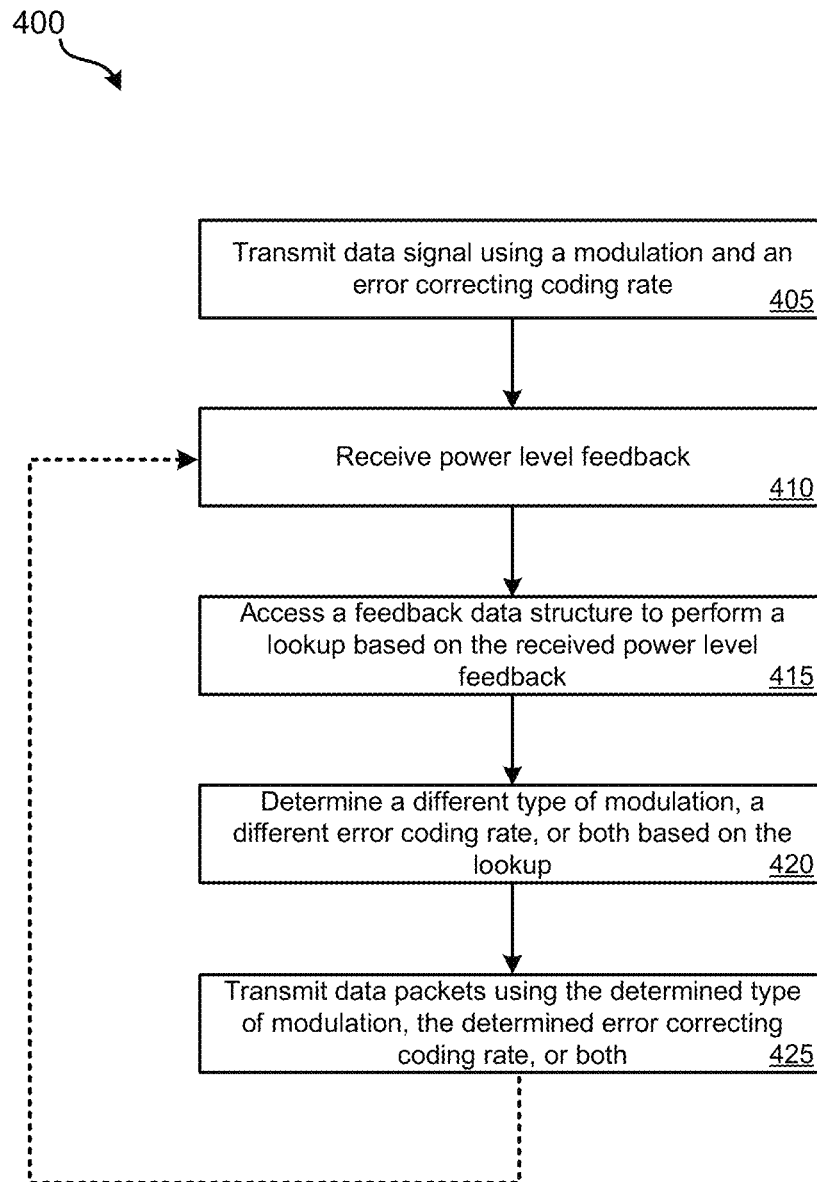 400
Transmit data signal using a modulation and an
error correcting coding rate
405
Receive power level feedback
410
Access a feedback data structure to perform a
lookup based on the received power level
feedback
415
Determine a different type of modulation, a
different error coding rate, or both based on the
lookup
420
Transmit data packets using the determined type
of modulation, the determined error correcting
coding rate, or both
425